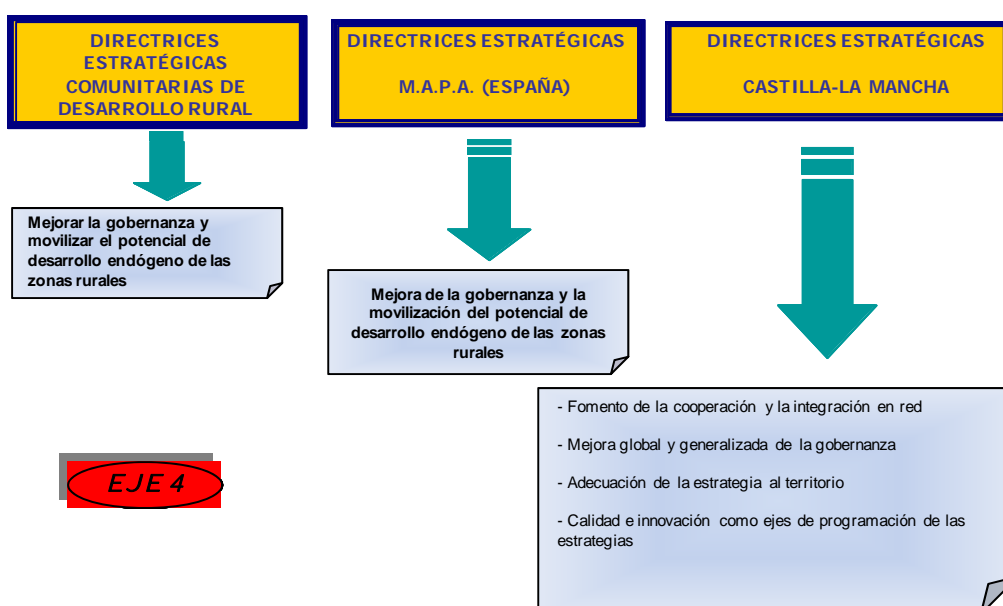 DIRECTRICES
ESTRATÉGICAS
COMUNITARIAS DE
DESARROLLO RURAL
DIRECTRICES ESTRATÉGICAS
M.A.P.A. (ESPAÑA)
DIRECTRICES ESTRATÉGICAS
CASTILLA-LA MANCHA
Mejorar la gobernanza y
movilizar el potencial de
desarrollo endógeno de las
zonas rurales
Mejora de la gobernanza y la
movilización del potencial de
desarrollo endógeno de las zonas
rurales
- Fomento de la cooperación y la integración en red
- Mejora global y generalizada de la gobernanza
- Adecuación de la estrategia al territorio
- Calidad e innovación como ejes de programación de las
estrategias
EJE 4